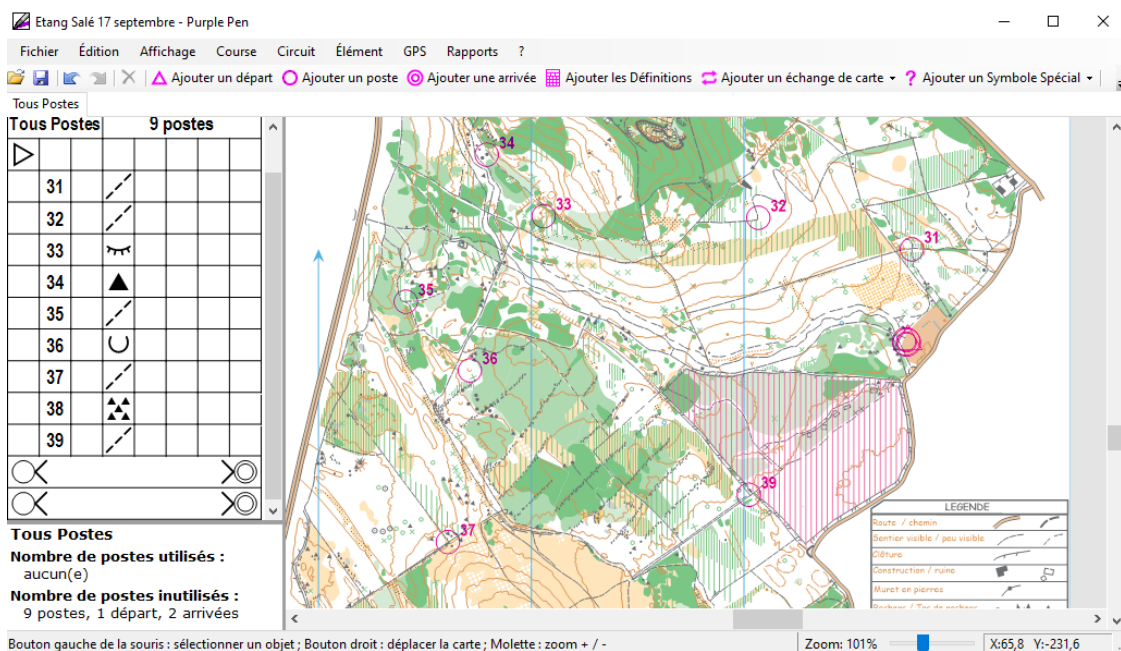 Etang Salé 17 septembre - Purple Pen
Fichier Édition Affichage Course Circuit Élément GPS Rapports ?
Ajouter un départ Ajouter un poste Ajouter une arrivée Ajouter les Définitions Ajouter un échange de carte Ajouter un Symbole Spécial
Tous Postes
Tous Postes 9 postes
31
32
33
34
35
36
37
38
39
34
33
32
31
35
36
39
37
LEGENDE
Route / chemin
Sentier visible / peu visible
Clôture
Construction / ruine
Muret en pierres
Tous Postes
Nombre de postes utilisés :
aucun(e)
Nombre de postes inutilisés :
9 postes, 1 départ, 2 arrivées
Bouton gauche de la souris : sélectionner un objet ; Bouton droit : déplacer la carte ; Molette : zoom + / -
Zoom: 101%
X:65,8 Y:-231,6